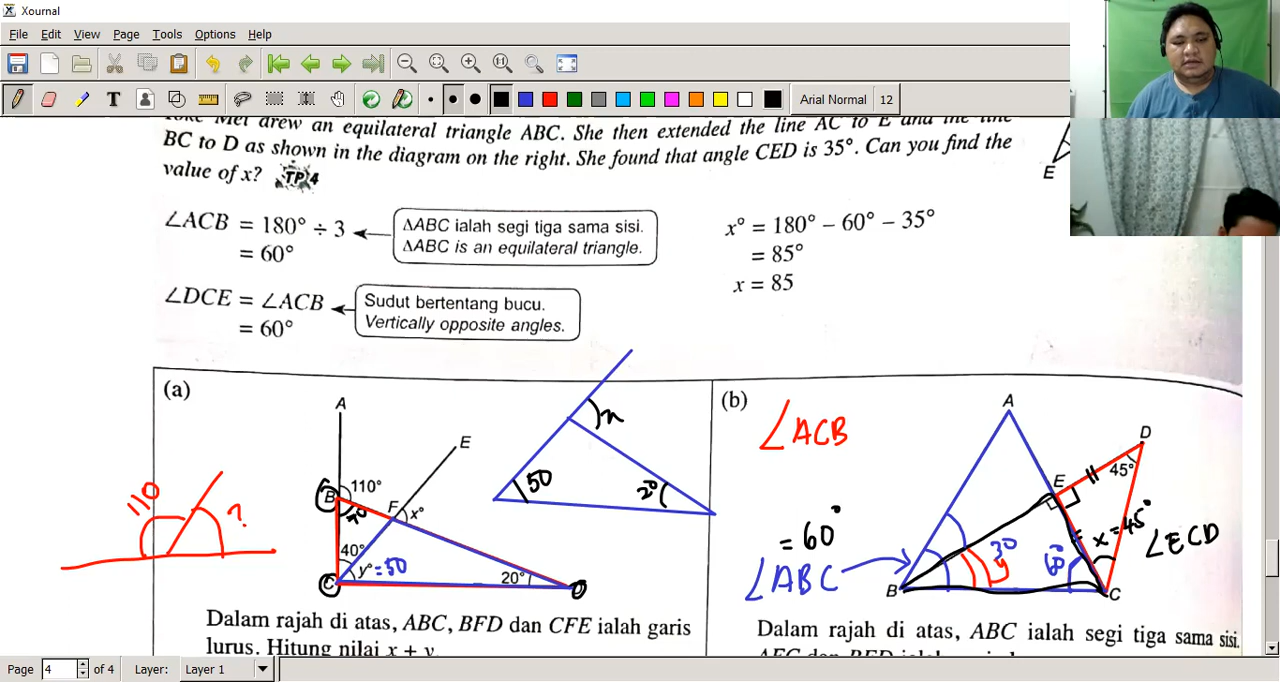 Xournal
File Edit View Page Tools Options Help
Arial Normal 12
drew an equilateral triangle ABC. She then extended the line AC to E and the line
BC to D as shown in the diagram on the right. She found that angle CED is 35°. Can you find the
value of x? TP 4
E
∠ACB = 180° ÷ 3
= 60°
ΔABC ialah segi tiga sama sisi.
ΔABC is an equilateral triangle.
x° = 180° – 60° – 35°
= 85°
x = 85
∠DCE = ∠ACB
= 60°
Sudut bertentang bucu.
Vertically opposite angles.
(a)
A
E
B
110°
70
F
x°
40°
y° = 50
C
20°
D
110
?
50
20
x
Dalam rajah di atas, ABC, BFD dan CFE ialah garis
lurus. Hitung nilai x + y.
(b)
∠ACB
= 60°
∠ABC
A
D
E
45°
x = 45°
∠ECD
30
y
60°
B
C
Dalam rajah di atas, ABC ialah segi tiga sama sisi.
Page 4 of 4 Layer: Layer 1